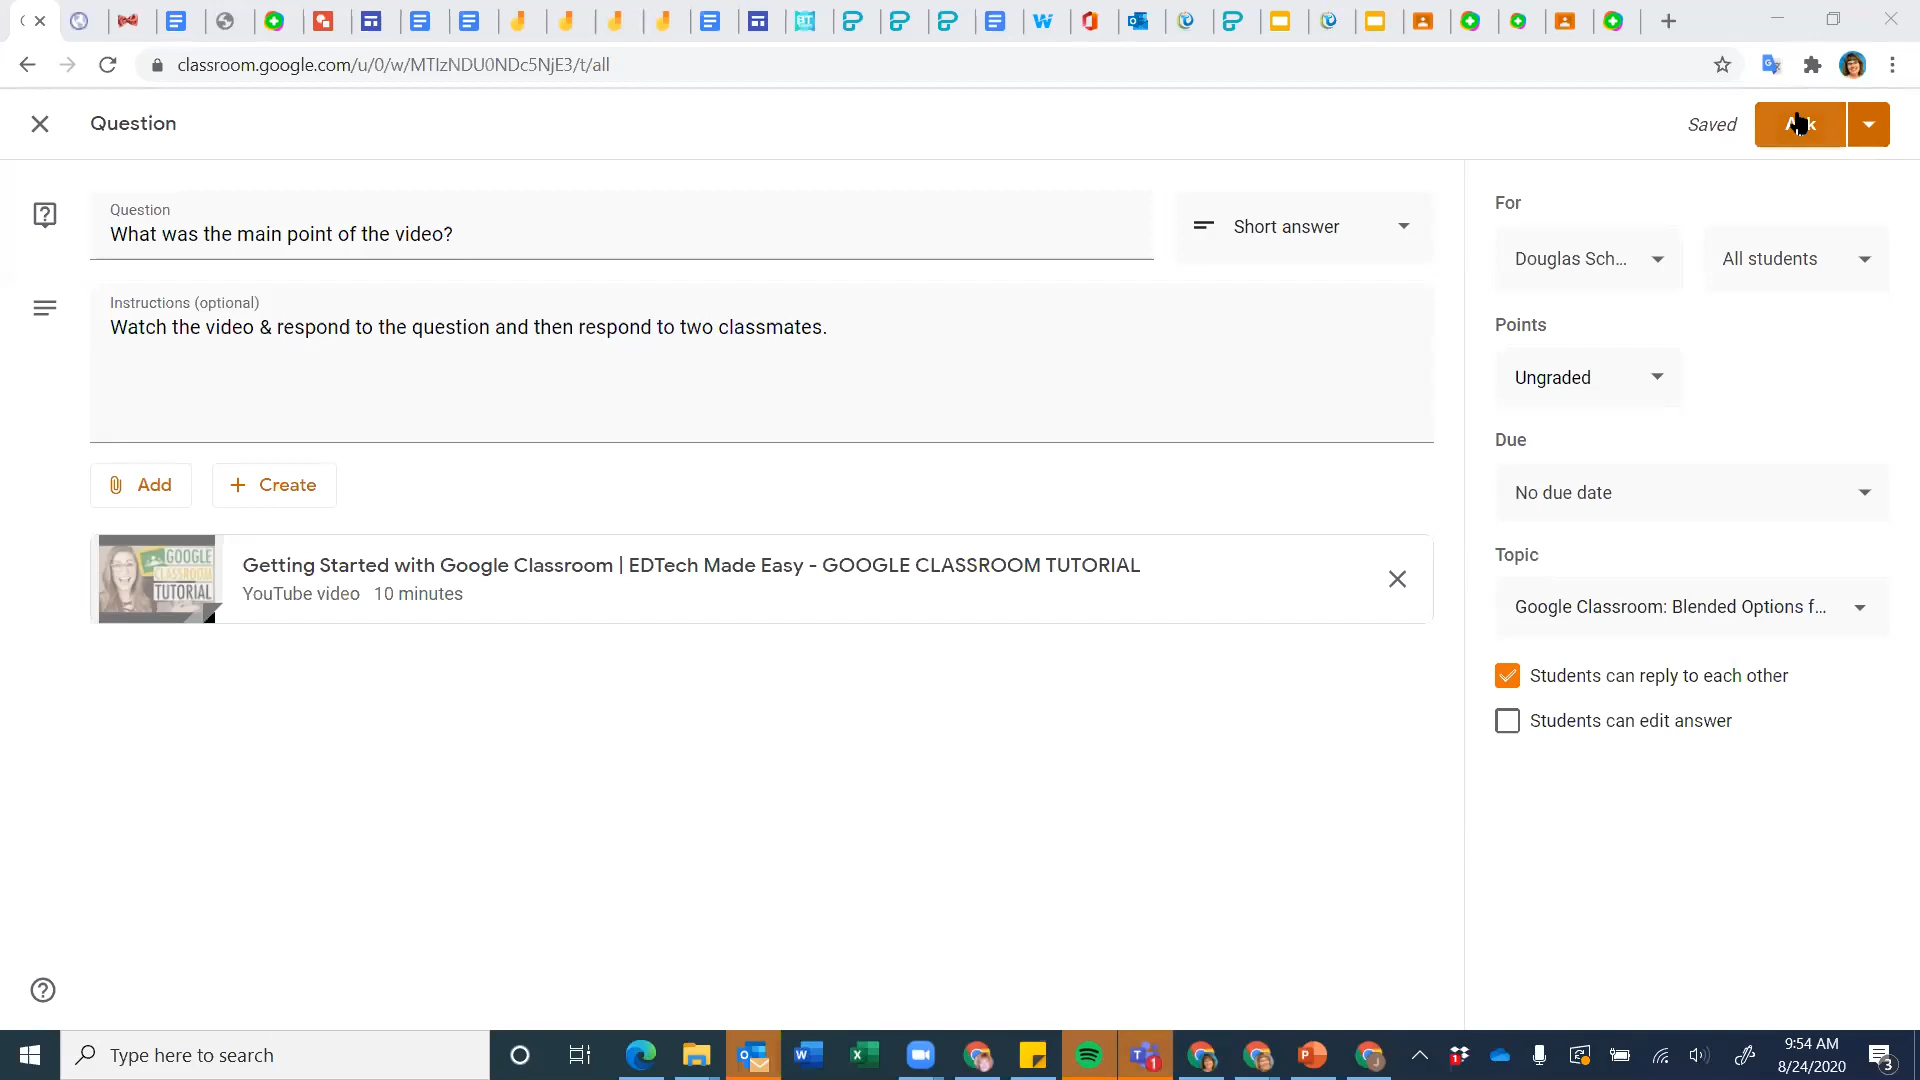 classroom.google.com/u/0/w/MTIzNDU0NDc5NjE3/t/all
Question
Saved
Question
What was the main point of the video?
Short answer
Instructions (optional)
Watch the video & respond to the question and then respond to two classmates.
Add
Create
GOOGLE
CLASSROOM
TUTORIAL
Getting Started with Google Classroom | EDTech Made Easy - GOOGLE CLASSROOM TUTORIAL
YouTube video 10 minutes
For
Douglas Sch...
All students
Points
Ungraded
Due
No due date
Topic
Google Classroom: Blended Options f...
Students can reply to each other
Students can edit answer
Type here to search
9:54 AM
8/24/2020